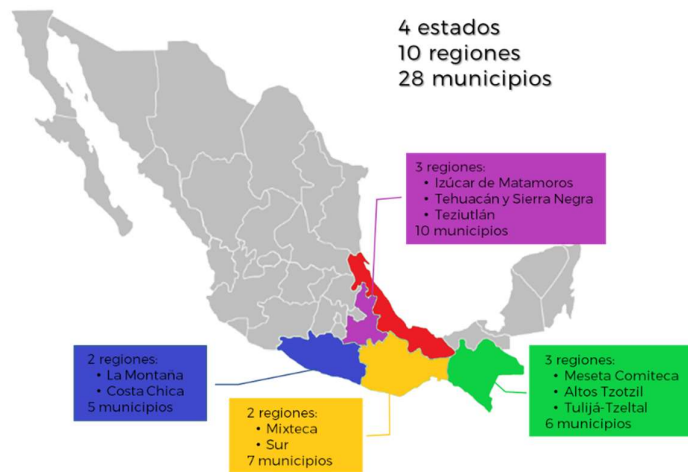 4 estados
10 regiones
28 municipios
3 regiones:
• Izúcar de Matamoros
• Tehuacán y Sierra Negra
• Teziutlán
10 municipios
2 regiones:
• La Montaña
• Costa Chica
5 municipios
2 regiones:
• Mixteca
• Sur
7 municipios
3 regiones:
• Meseta Comiteca
• Altos Tzotzil
• Tulijá-Tzeltal
6 municipios